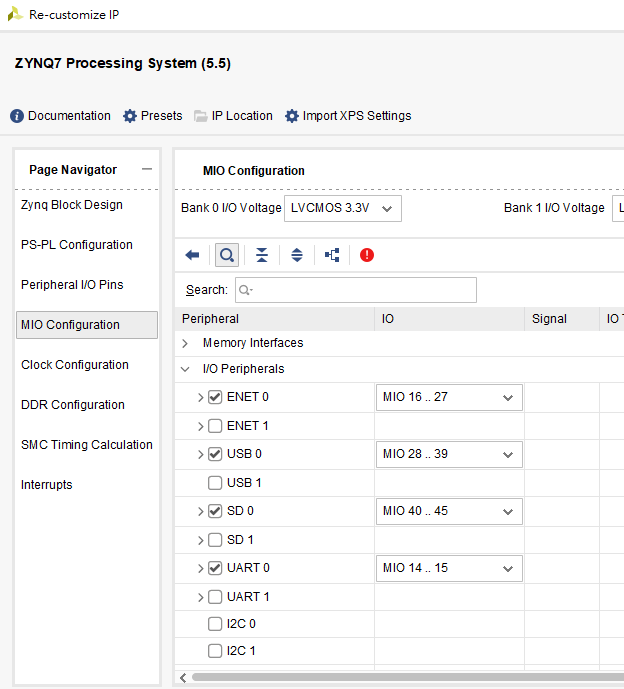 Re-customize IP
ZYNQ7 Processing System (5.5)
Documentation Presets IP Location Import XPS Settings
Page Navigator
Zynq Block Design
PS-PL Configuration
Peripheral I/O Pins
MIO Configuration
Clock Configuration
DDR Configuration
SMC Timing Calculation
Interrupts
MIO Configuration
Bank 0 I/O Voltage LVCMOS 3.3V Bank 1 I/O Voltage L
Search:
Peripheral IO Signal IO T
Memory Interfaces
I/O Peripherals
ENET 0 MIO 16 .. 27
ENET 1
USB 0 MIO 28 .. 39
USB 1
SD 0 MIO 40 .. 45
SD 1
UART 0 MIO 14 .. 15
UART 1
I2C 0
I2C 1